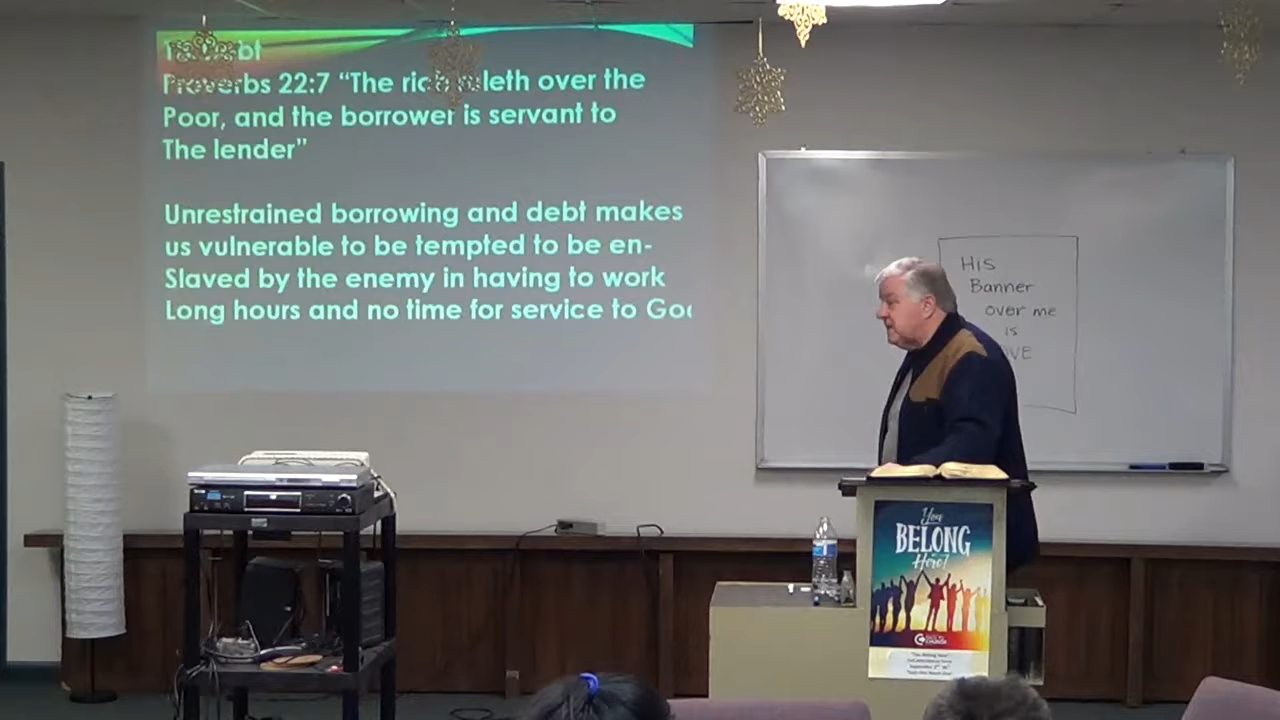 Proverbs 22:7 “The rich ruleth over the
Poor, and the borrower is servant to
The lender”
Unrestrained borrowing and debt makes
us vulnerable to be tempted to be en-
Slaved by the enemy in having to work
Long hours and no time for service to God
His
Banner
over me
is
You
BELONG
Here!